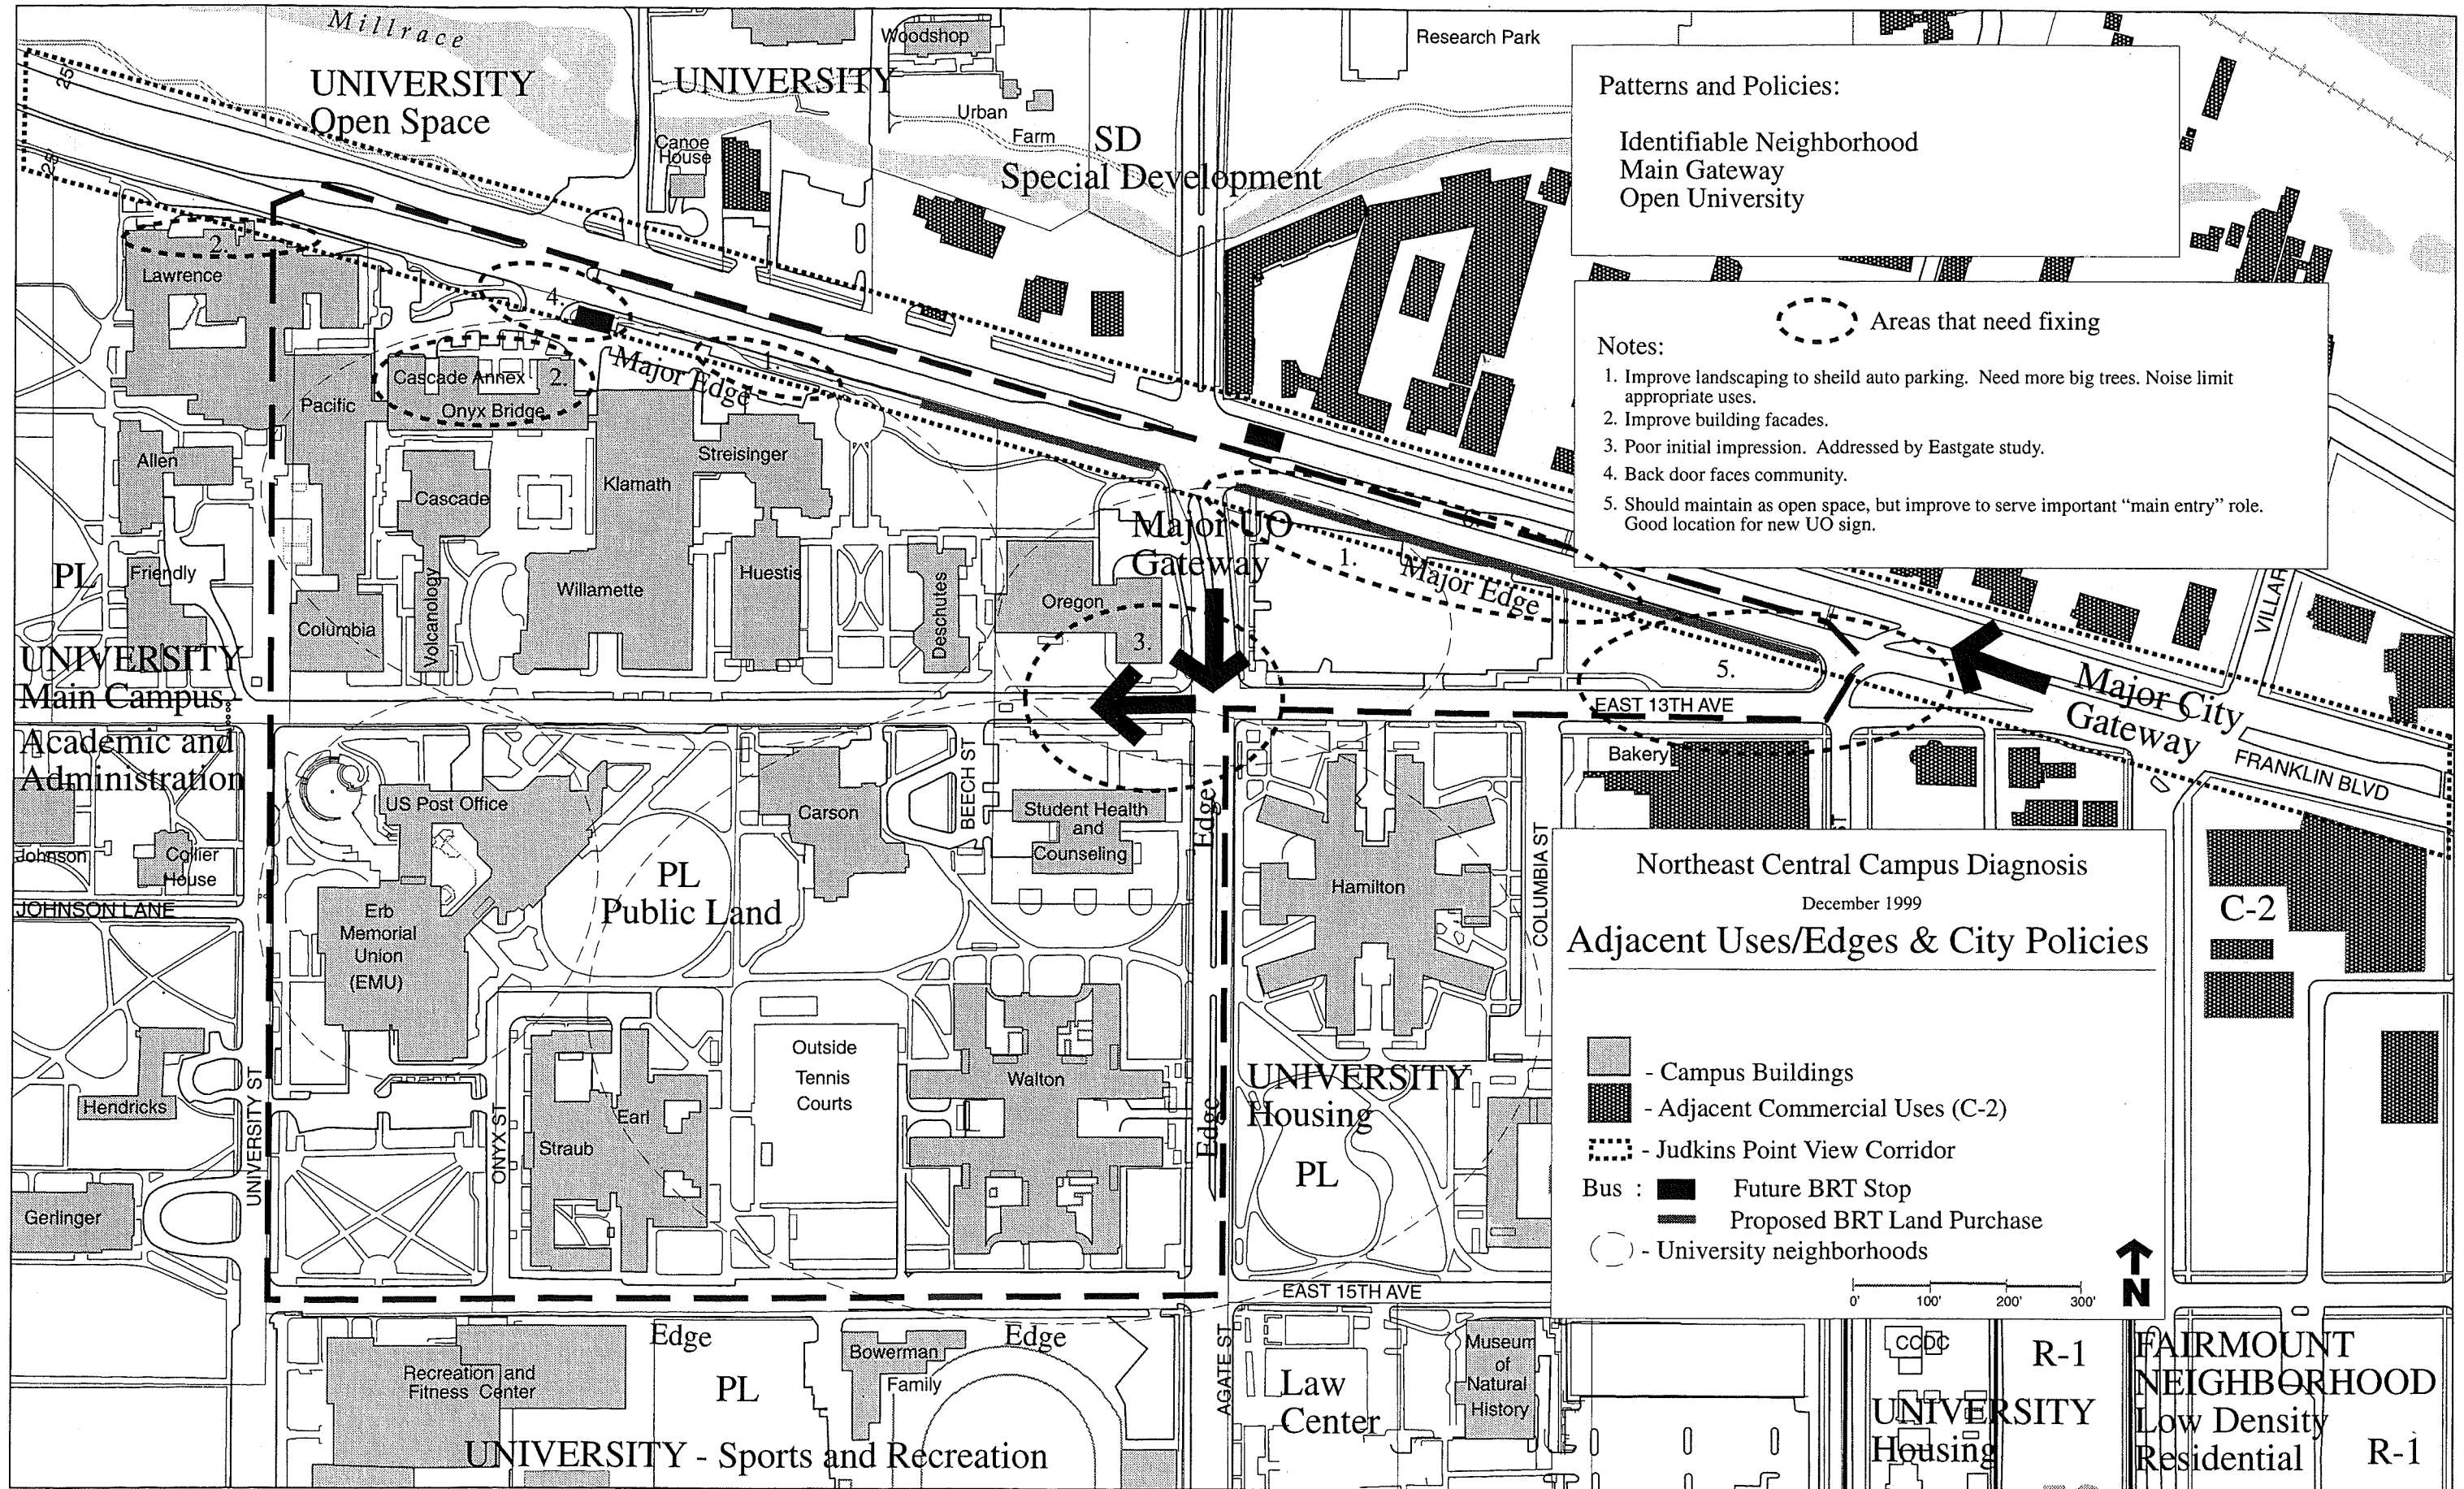 Millrace
25
25
UNIVERSITY
Open Space
UNIVERSITY
Woodshop
Urban
Farm
Canoe
House
SD
Special Development
Research Park
Patterns and Policies:
Identifiable Neighborhood
Main Gateway
Open University
Areas that need fixing
Notes:
1. Improve landscaping to sheild auto parking. Need more big trees. Noise limit
appropriate uses.
2. Improve building facades.
3. Poor initial impression. Addressed by Eastgate study.
4. Back door faces community.
5. Should maintain as open space, but improve to serve important “main entry” role.
Good location for new UO sign.
2.
Lawrence
4.
Major Edge
1.
Cascade Annex
2.
Onyx Bridge
Pacific
Allen
Cascade
Klamath
Streisinger
Major UO
Gateway
1.
Major Edge
PL
Friendly
Columbia
Volcanology
Willamette
Huestis
Deschutes
Oregon
3.
5.
EAST 13TH AVE
Major City
Gateway
FRANKLIN BLVD
VILLAR
UNIVERSITY
Main Campus
Academic and
Administration
US Post Office
Carson
BEECH ST
Student Health
and
Counseling
Edge
Bakery
Hamilton
COLUMBIA ST
ST
Johnson
Collier
House
JOHNSON LANE
Erb
Memorial
Union
(EMU)
PL
Public Land
C-2
Northeast Central Campus Diagnosis
December 1999
Adjacent Uses/Edges & City Policies
- Campus Buildings
- Adjacent Commercial Uses (C-2)
- Judkins Point View Corridor
Bus :
Future BRT Stop
Proposed BRT Land Purchase
- University neighborhoods
0' 100' 200' 300'
N
Outside
Tennis
Courts
Walton
UNIVERSITY
Housing
Edge
PL
Hendricks
UNIVERSITY ST
ONYX ST
Earl
Straub
Gerlinger
EAST 15TH AVE
Edge
Edge
Recreation and
Fitness Center
PL
Bowerman
Family
AGATE ST
Law
Center
Museum
of
Natural
History
UNIVERSITY - Sports and Recreation
CCDC
R-1
UNIVERSITY
Housing
FAIRMOUNT
NEIGHBORHOOD
Low Density
Residential
R-1